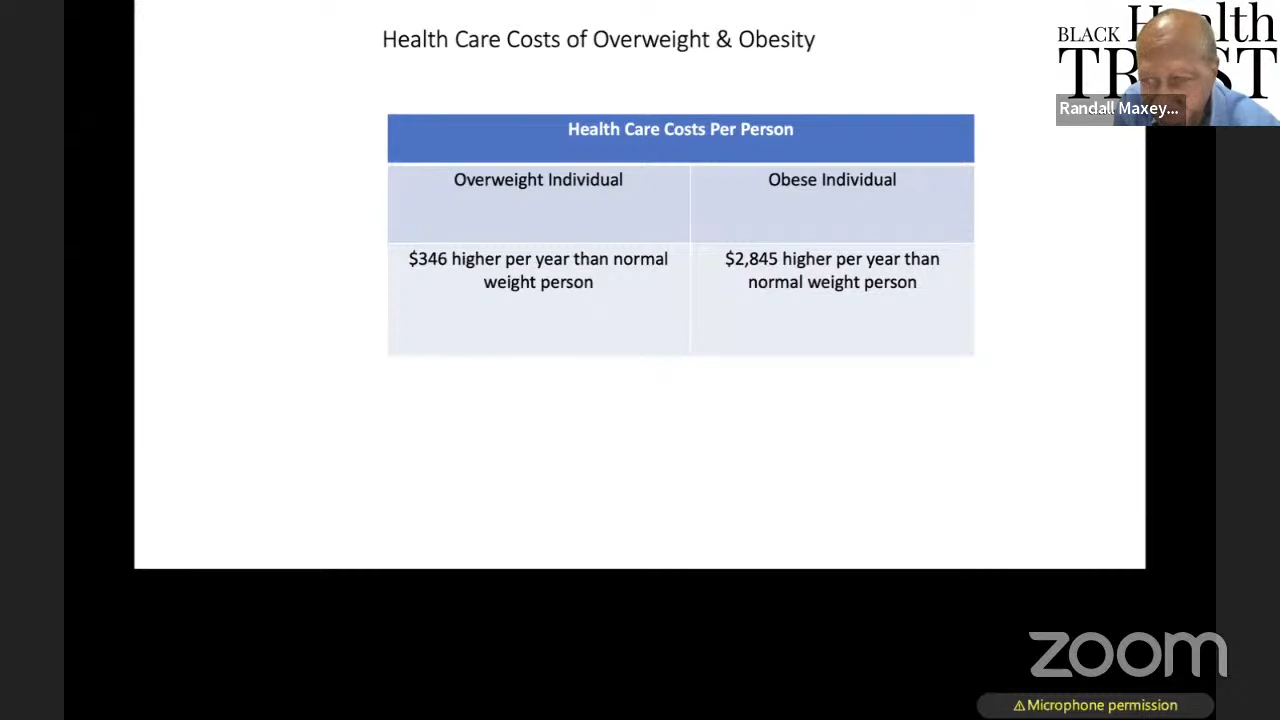 Health Care Costs of Overweight & Obesity
BLACK
Randall Maxey...
Health Care Costs Per Person
Overweight Individual
Obese Individual
$346 higher per year than normal
weight person
$2,845 higher per year than
normal weight person
zoom
⚠Microphone permission